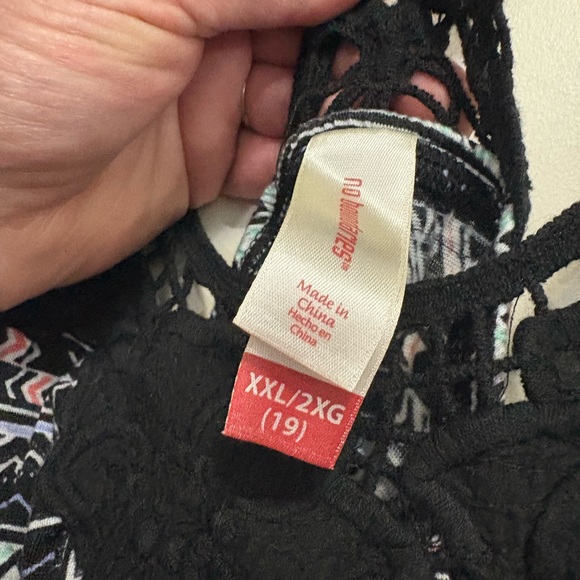 no boundaries
Made in
China
Hecho en
China
XXL/2XG
(19)